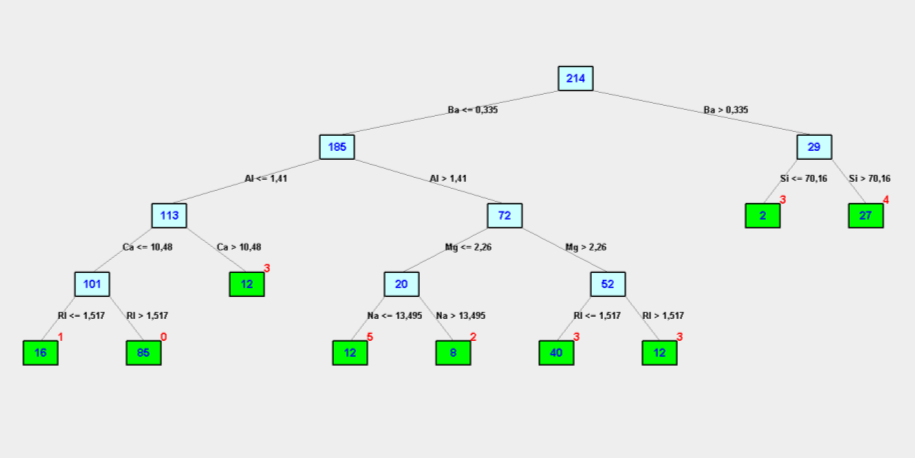 214
Ba <= 0,335
Ba > 0,335
185
29
Al <= 1,41
Al > 1,41
Si <= 70,16
Si > 70,16
113
72
2
3
27
4
Ca <= 10,48
Ca > 10,48
Mg <= 2,26
Mg > 2,26
101
12
3
20
52
RI <= 1,517
RI > 1,517
Na <= 13,495
Na > 13,495
RI <= 1,517
RI > 1,517
16
1
85
0
12
5
8
2
40
3
12
3